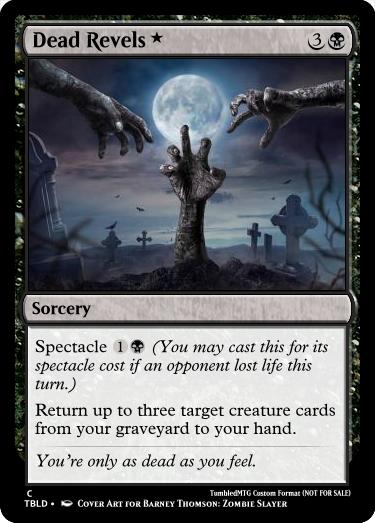 Dead Revels ★ 3
Sorcery
Spectacle 1 (You may cast this for its
spectacle cost if an opponent lost life this
turn.)
Return up to three target creature cards
from your graveyard to your hand.
You're only as dead as you feel.
C TumbledMTG Custom Format (NOT FOR SALE)
TBLD • Cover Art for Barney Thomson: Zombie Slayer